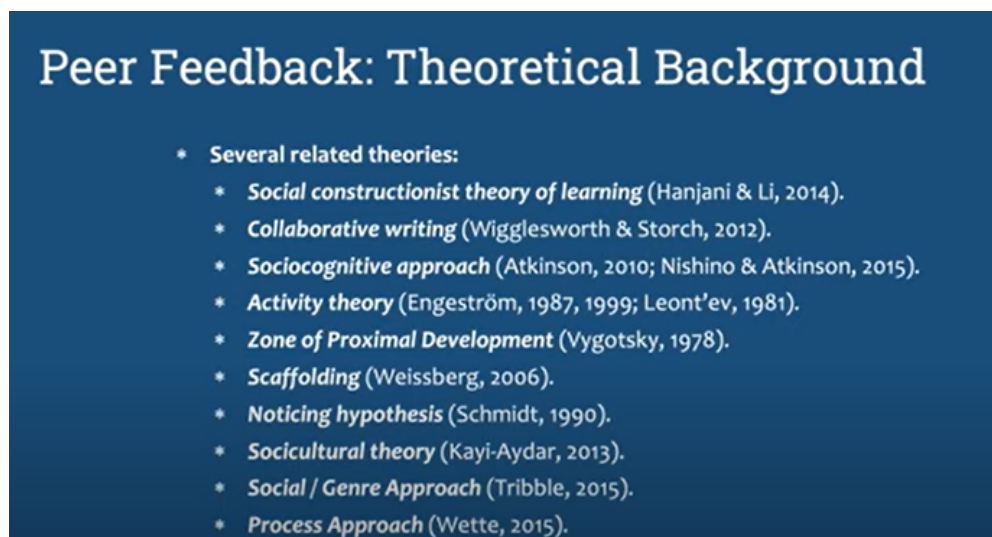 Peer Feedback: Theoretical Background
* Several related theories:
* Social constructionist theory of learning (Hanjani & Li, 2014).
* Collaborative writing (Wigglesworth & Storch, 2012).
* Sociocognitive approach (Atkinson, 2010; Nishino & Atkinson, 2015).
* Activity theory (Engeström, 1987, 1999; Leont'ev, 1981).
* Zone of Proximal Development (Vygotsky, 1978).
* Scaffolding (Weissberg, 2006).
* Noticing hypothesis (Schmidt, 1990).
* Socicultural theory (Kayi-Aydar, 2013).
* Social / Genre Approach (Tribble, 2015).
* Process Approach (Wette, 2015).